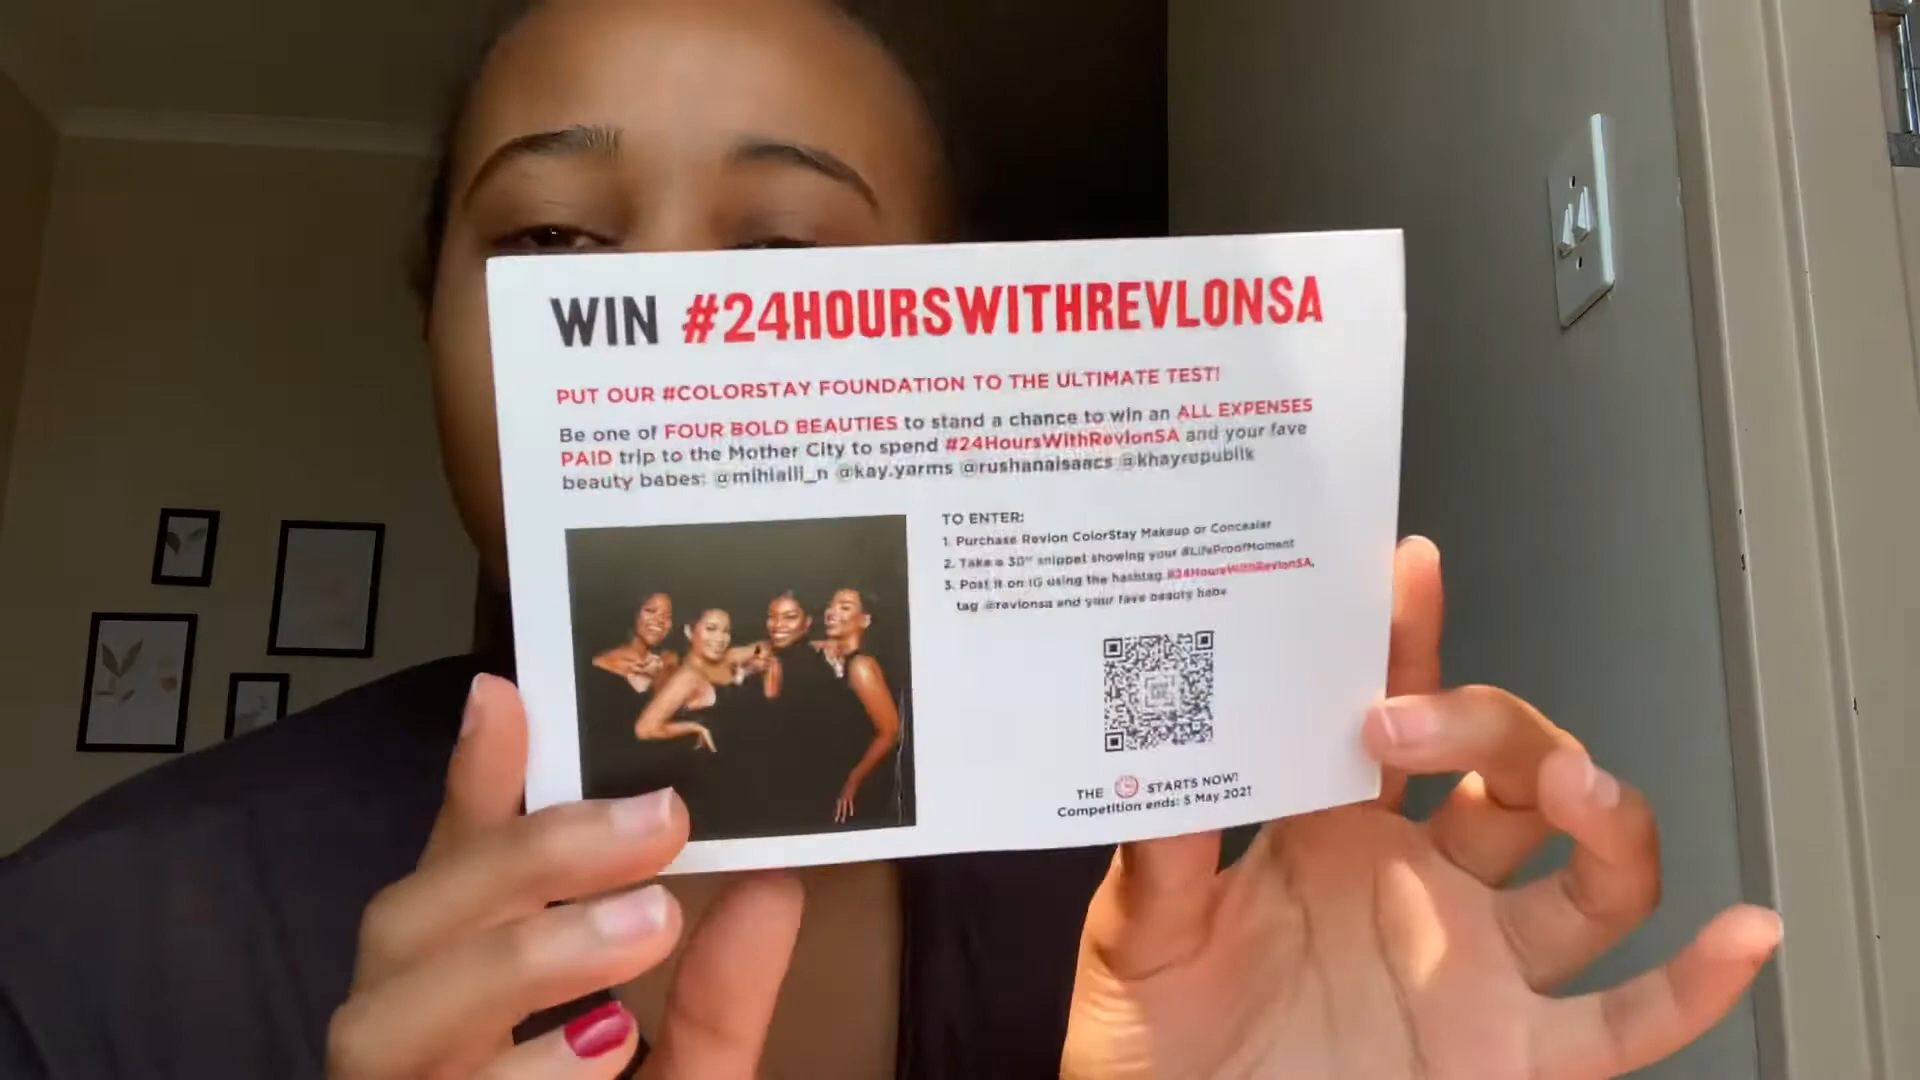 WIN #24HOURSWITHREVLONSA
PUT OUR #COLORSTAY FOUNDATION TO THE ULTIMATE TEST!
Be one of FOUR BOLD BEAUTIES to stand a chance to win an ALL EXPENSES
PAID trip to the Mother City to spend #24HoursWithRevlonSA and your fave
beauty babes: @mihlali_n @kay.yarms @rushanaisaacs @khayrepublik
TO ENTER:
1. Purchase Revlon ColorStay Makeup or Concealer
2. Take a 30" snippet showing your #LifeProofMoment
3. Post it on IG using the hashtag #24HoursWithRevlonSA,
tag @revlonsa and your fave beauty babe
THE STARTS NOW!
Competition ends: 5 May 2021